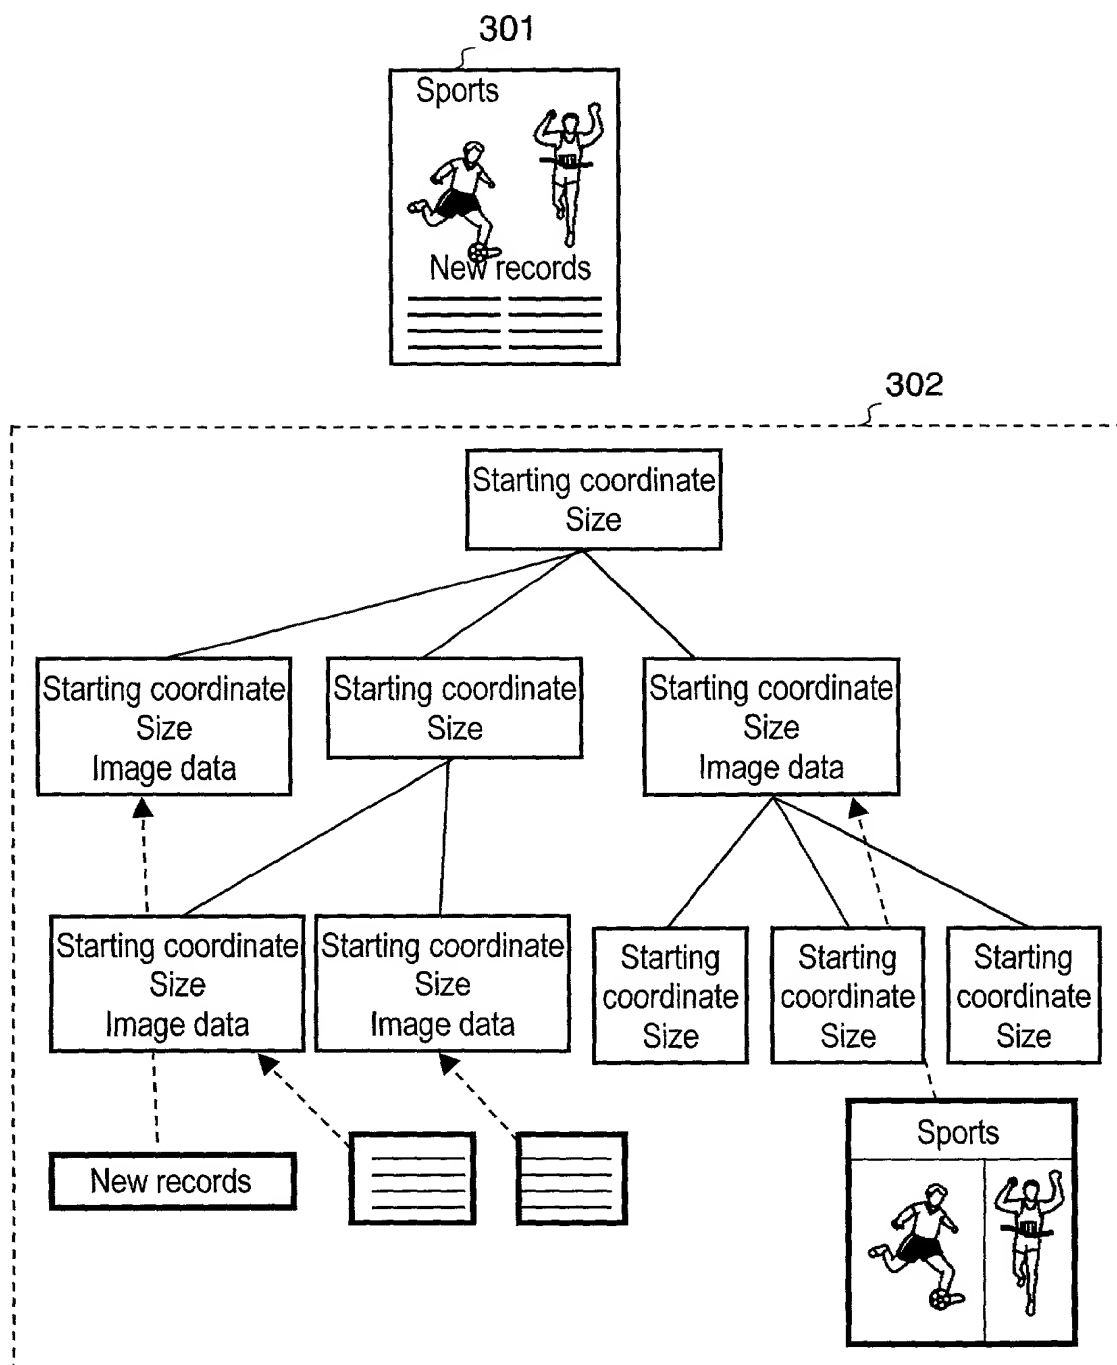 301
Sports
New records
302
Starting coordinate
Size
Starting coordinate
Size
Image data
Starting coordinate
Size
Starting coordinate
Size
Image data
Starting coordinate
Size
Image data
Starting coordinate
Size
Image data
Starting
coordinate
Size
Starting
coordinate
Size
Starting
coordinate
Size
New records
Sports